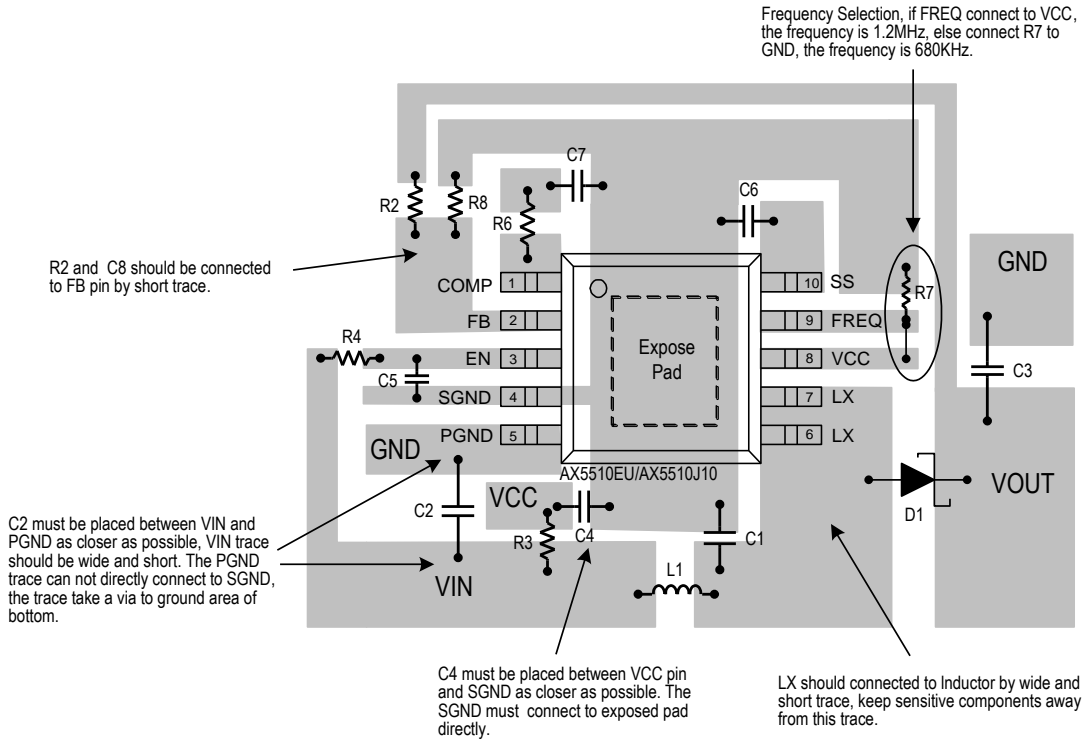 Frequency Selection, if FREQ connect to VCC,
the frequency is 1.2MHz, else connect R7 to
GND, the frequency is 680KHz.
C7
C6
R2
R8
R6
R2 and C8 should be connected
to FB pin by short trace.
COMP 1
10 SS
R7
GND
FB 2
9 FREQ
R4
EN 3
Expose
Pad
8 VCC
C5
C3
SGND 4
7 LX
PGND 5
6 LX
GND
AX5510EU/AX5510J10
VCC
VOUT
C2
D1
R3
C4
C1
C2 must be placed between VIN and
PGND as closer as possible, VIN trace
should be wide and short. The PGND
trace can not directly connect to SGND,
the trace take a via to ground area of
bottom.
VIN
L1
C4 must be placed between VCC pin
and SGND as closer as possible. The
SGND must connect to exposed pad
directly.
LX should connected to Inductor by wide and
short trace, keep sensitive components away
from this trace.